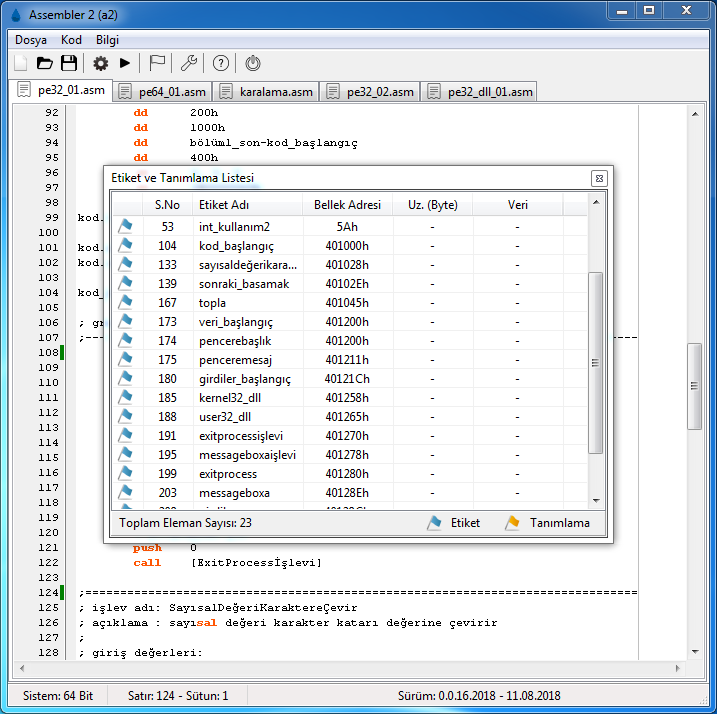 Assembler 2 (a2)
Dosya Kod Bilgi
pe32_01.asm pe64_01.asm karalama.asm pe32_02.asm pe32_dll_01.asm
92 dd 200h
93 dd 1000h
94 dd bölüml_son-kod_başlangıç
95 dd 400h
96
97
98
99 kod.
100
101 kod.
102 kod.
103
104 kod_
105
106 ; gi
107 ;----
108
109
110
111
112
113
114
115
116
117
118
119
120
121 push 0
122 call [ExitProcessİşlevi]
123
124 ;==============================================================================
125 ; işlev adı: SayısalDeğeriKaraktereÇevir
126 ; açıklama : sayısal değeri karakter katarı değerine çevirir
127 ;
128 ; giriş değerleri:
Etiket ve Tanımlama Listesi
S.No Etiket Adı Bellek Adresi Uz. (Byte) Veri
53 int_kullanım2 5Ah - -
104 kod_başlangıç 401000h - -
133 sayısaldeğerikara... 401028h - -
139 sonraki_basamak 40102Eh - -
167 topla 401045h - -
173 veri_başlangıç 401200h - -
174 pencerebaşlık 401200h - -
175 penceremesaj 401211h - -
180 girdiler_başlangıç 40121Ch - -
185 kernel32_dll 401258h - -
188 user32_dll 401265h - -
191 exitprocessişlevi 401270h - -
195 messageboxaişlevi 401278h - -
199 exitprocess 401280h - -
203 messageboxa 40128Eh - -
Toplam Eleman Sayısı: 23 Etiket Tanımlama
Sistem: 64 Bit Satır: 124 - Sütun: 1 Sürüm: 0.0.16.2018 - 11.08.2018